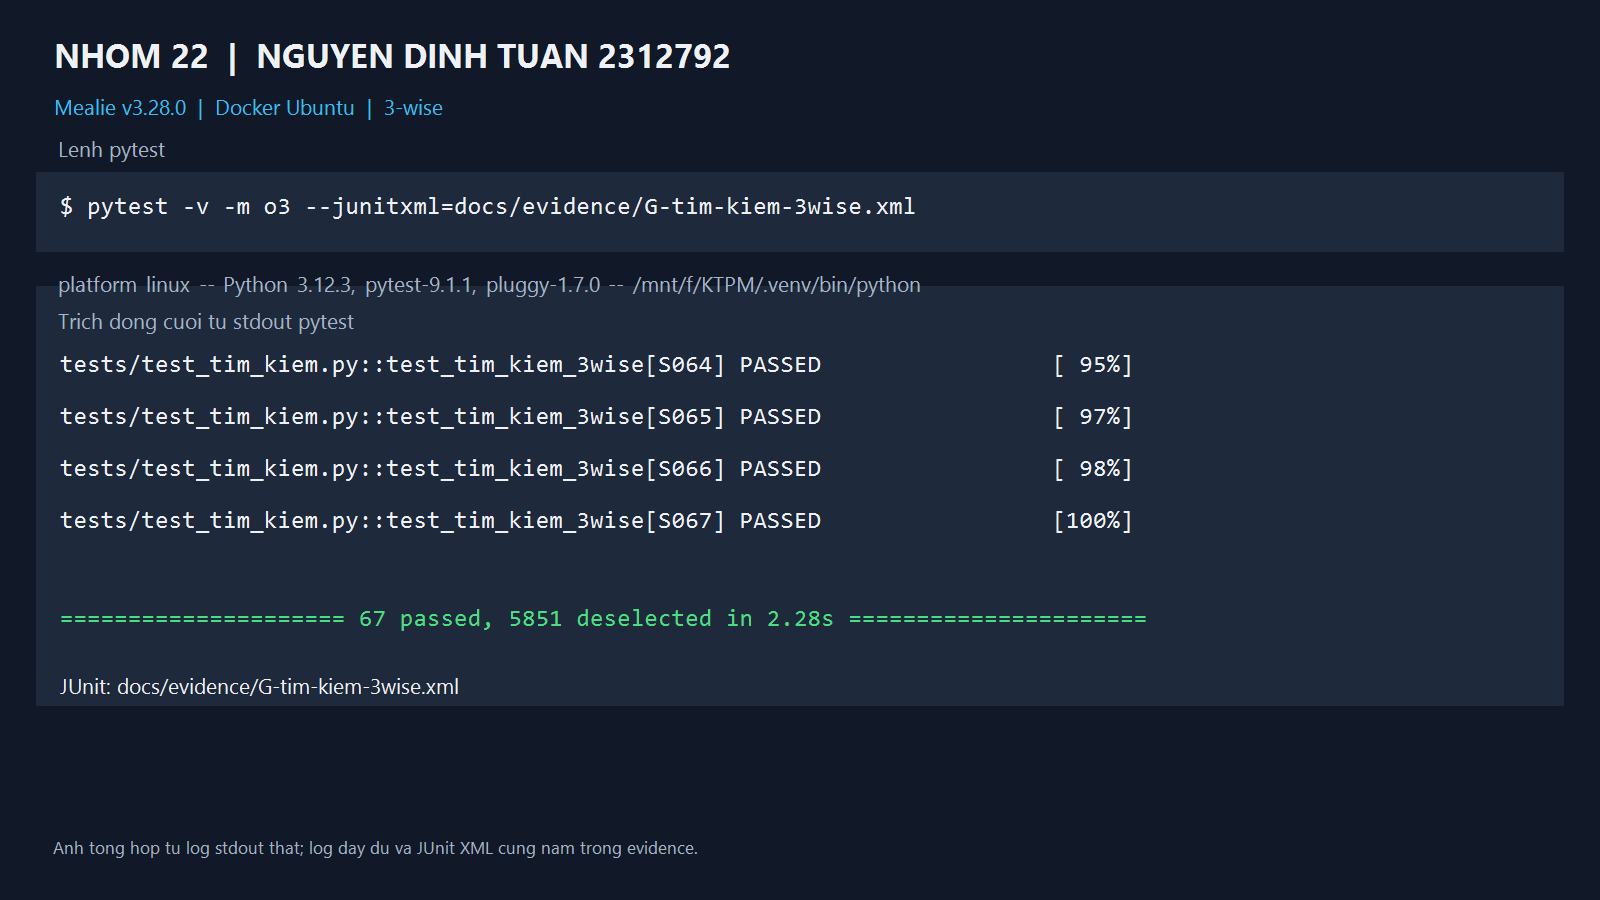 NHOM 22 | NGUYEN DINH TUAN 2312792
Mealie v3.28.0 | Docker Ubuntu | 3-wise
Lenh pytest
$ pytest -v -m o3 --junitxml=docs/evidence/G-tim-kiem-3wise.xml
platform linux -- Python 3.12.3, pytest-9.1.1, pluggy-1.7.0 -- /mnt/f/KTPM/.venv/bin/python
Trich dong cuoi tu stdout pytest
tests/test_tim_kiem.py::test_tim_kiem_3wise[S064] PASSED [ 95%]
tests/test_tim_kiem.py::test_tim_kiem_3wise[S065] PASSED [ 97%]
tests/test_tim_kiem.py::test_tim_kiem_3wise[S066] PASSED [ 98%]
tests/test_tim_kiem.py::test_tim_kiem_3wise[S067] PASSED [100%]
===================== 67 passed, 5851 deselected in 2.28s ======================
JUnit: docs/evidence/G-tim-kiem-3wise.xml
Anh tong hop tu log stdout that; log day du va JUnit XML cung nam trong evidence.